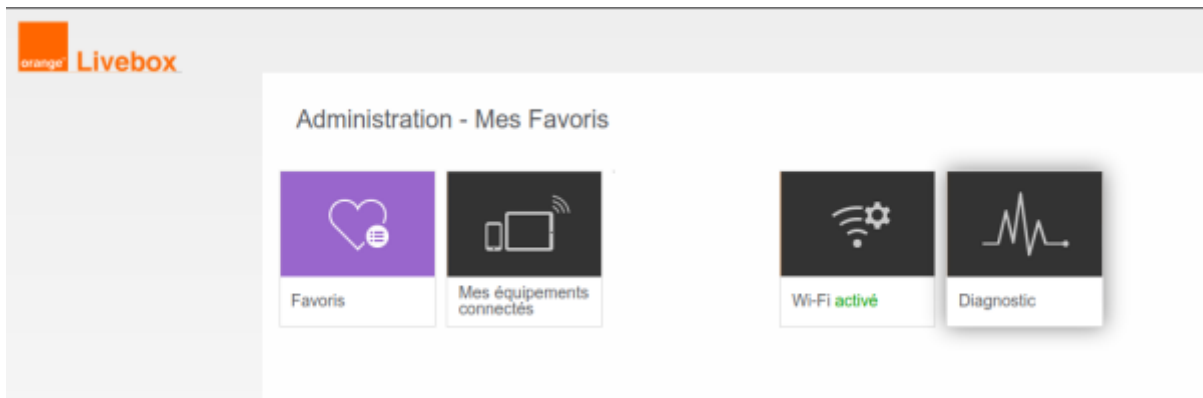 orange
Livebox
Administration - Mes Favoris
Favoris
Mes équipements
connectés
Wi-Fi activé
Diagnostic